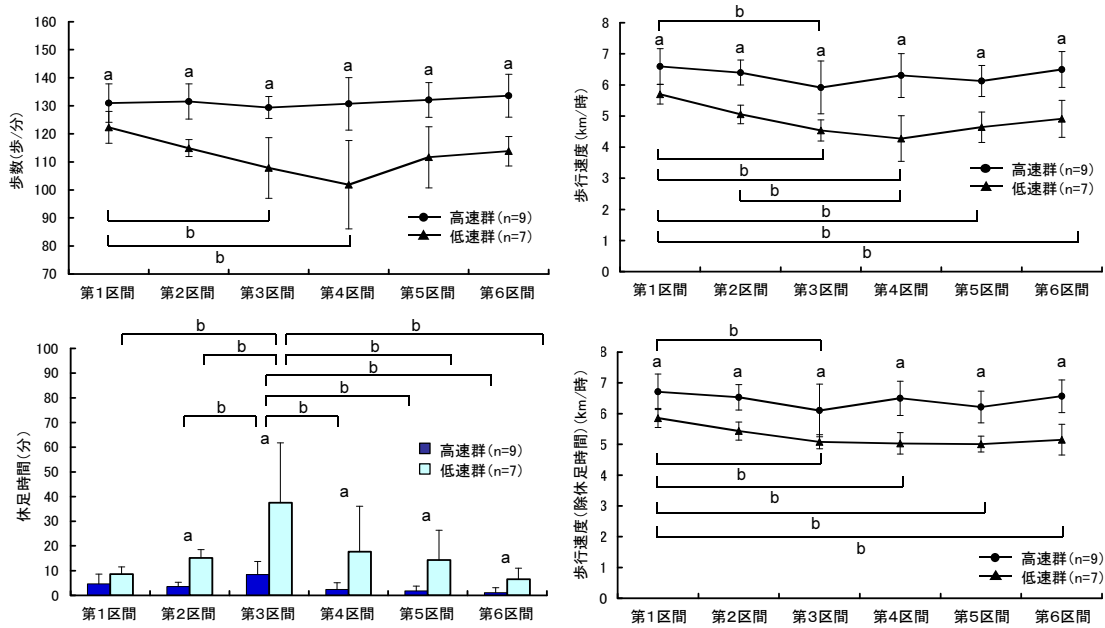 160
150
140
130
120
110
100
90
80
70
歩数(歩/分)
a a a a a a
b
b
高速群(n=9)
低速群(n=7)
第1区間 第2区間 第3区間 第4区間 第5区間 第6区間
8
7
6
5
4
3
2
1
0
歩行速度(km/時)
b
a a a a a a
b
b
b
b
b
高速群(n=9)
低速群(n=7)
第1区間 第2区間 第3区間 第4区間 第5区間 第6区間
100
90
80
70
60
50
40
30
20
10
0
休足時間(分)
b b
b b
b
b
b b
a
a
a
a
a
高速群(n=9)
低速群(n=7)
第1区間 第2区間 第3区間 第4区間 第5区間 第6区間
8
7
6
5
4
3
2
1
0
歩行速度(除休足時間)(km/時)
b
a a a a a a
b
b
b
b
高速群(n=9)
低速群(n=7)
第1区間 第2区間 第3区間 第4区間 第5区間 第6区間